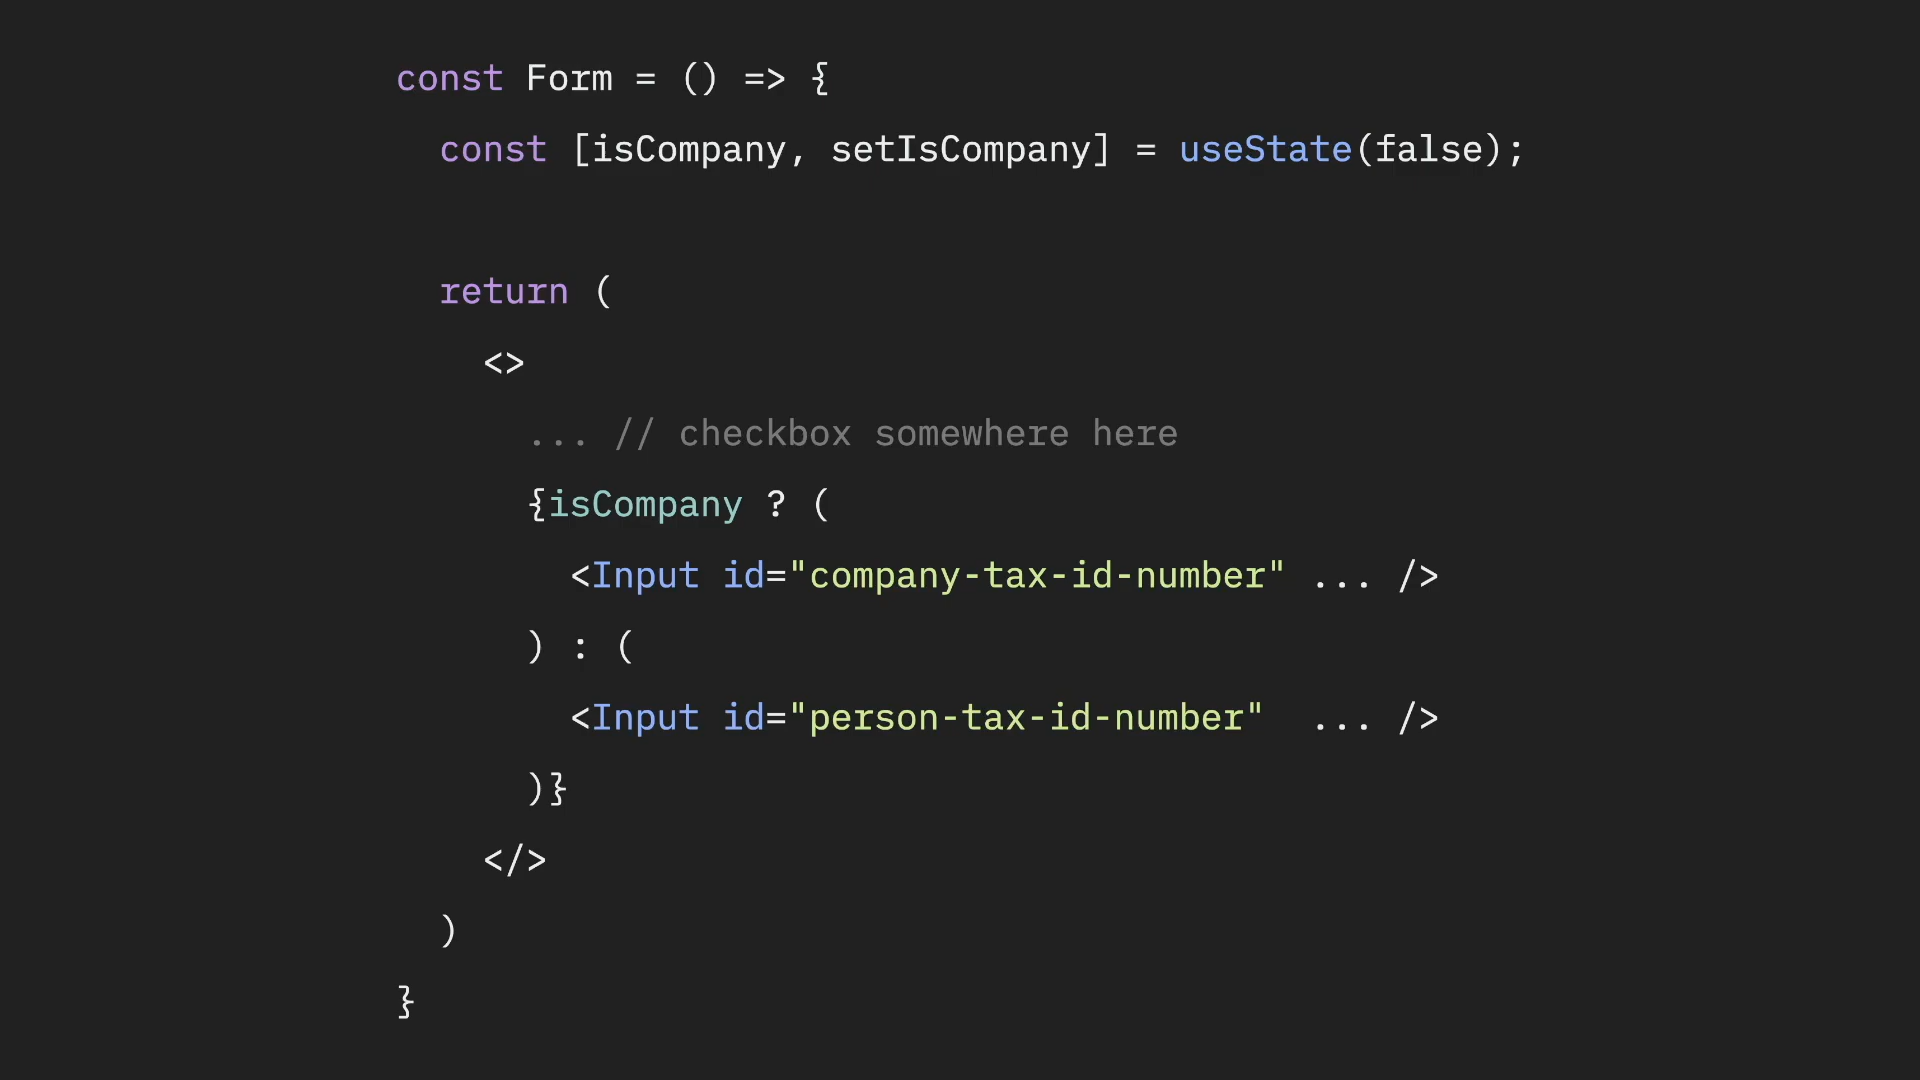 const Form = () => {
  const [isCompany, setIsCompany] = useState(false);

  return (
    <>
      ... // checkbox somewhere here
      {isCompany ? (
        <Input id="company-tax-id-number" ... />
      ) : (
        <Input id="person-tax-id-number"  ... />
      )}
    </>
  )
}